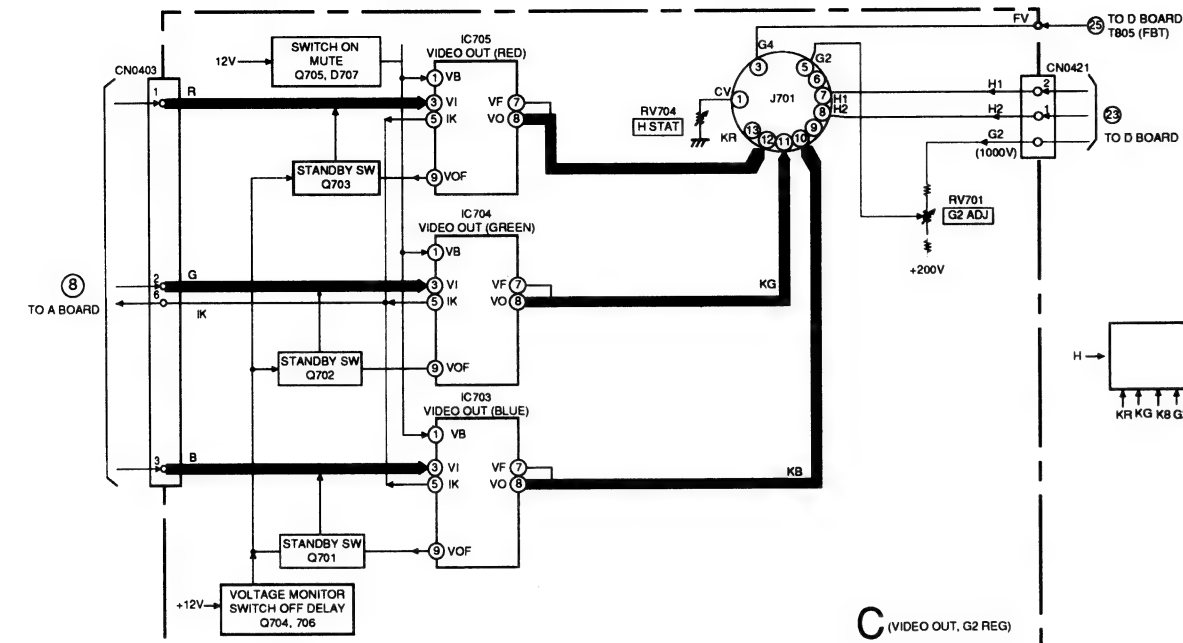 SWITCH ON
MUTE
Q705, D707
12V
IC705
VIDEO OUT (RED)
1 VB
3 VI
5 IK
VF 7
VO 8
9 VOF
CN0403
1
R
STANDBY SW
Q703
IC704
VIDEO OUT (GREEN)
1 VB
3 VI
5 IK
VF 7
VO 8
9 VOF
8
TO A BOARD
2
G
6
IK
STANDBY SW
Q702
IC703
VIDEO OUT (BLUE)
1 VB
3 VI
5 IK
VF 7
VO 8
9 VOF
3
B
STANDBY SW
Q701
+12V
VOLTAGE MONITOR
SWITCH OFF DELAY
Q704, 706
G4
3
G2
5
6
7
H1
8
H2
9
10
11
12
13
KR
CV
1
J701
RV704
H STAT
KG
KB
FV
25 TO D BOARD
T805 (FBT)
CN0421
H1
2
H2
1
G2
(1000V)
23
TO D BOARD
RV701
G2 ADJ
+200V
H
KR KG K8 G
C (VIDEO OUT, G2 REG)